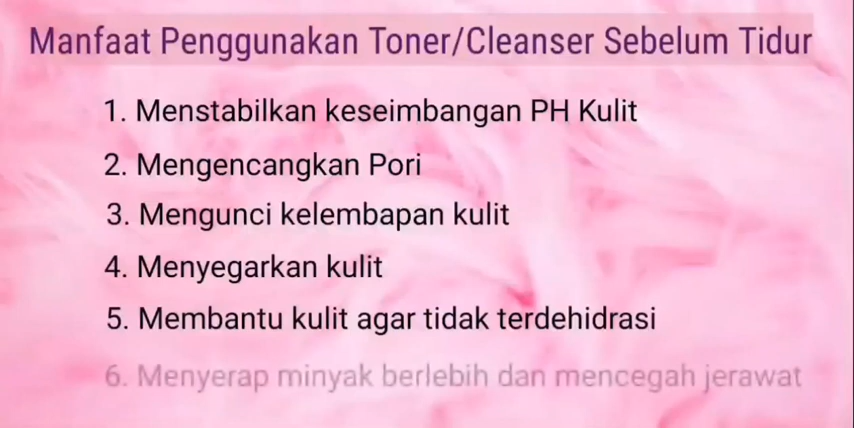 Manfaat Penggunakan Toner/Cleanser Sebelum Tidur
1. Menstabilkan keseimbangan PH Kulit
2. Mengencangkan Pori
3. Mengunci kelembapan kulit
4. Menyegarkan kulit
5. Membantu kulit agar tidak terdehidrasi
6. Menyerap minyak berlebih dan mencegah jerawat